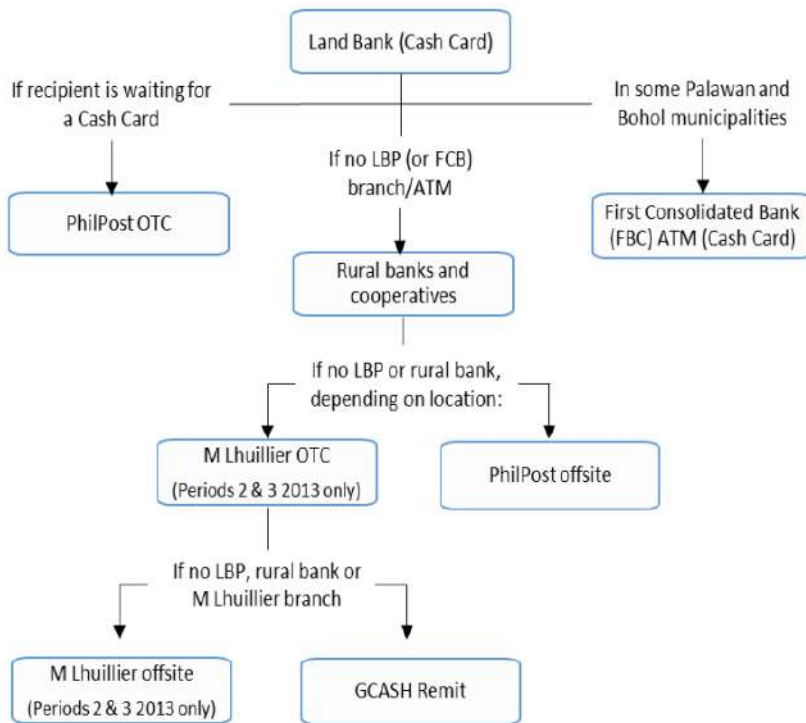 Land Bank (Cash Card)
If recipient is waiting for
a Cash Card
In some Palawan and
Bohol municipalities
If no LBP (or FCB)
branch/ATM
PhilPost OTC
First Consolidated Bank
(FBC) ATM (Cash Card)
Rural banks and
cooperatives
If no LBP or rural bank,
depending on location:
M Lhuillier OTC
(Periods 2 & 3 2013 only)
PhilPost offsite
If no LBP, rural bank or
M Lhuillier branch
M Lhuillier offsite
(Periods 2 & 3 2013 only)
GCASH Remit